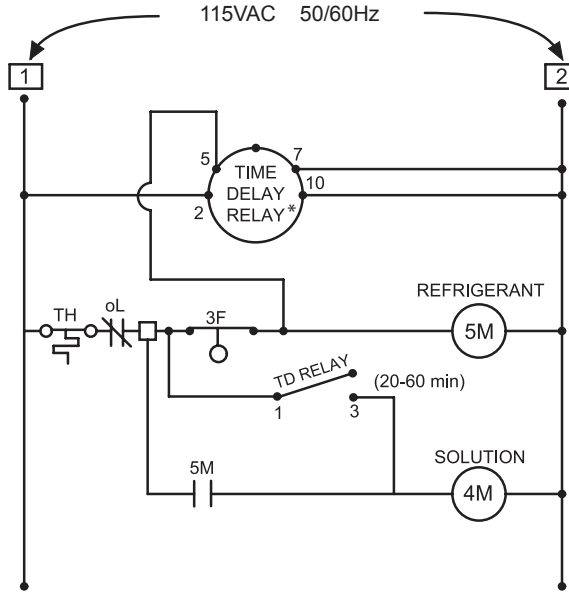 115VAC 50/60Hz
1
2
5
7
TIME
DELAY
RELAY*
2
10
REFRIGERANT
TH
oL
3F
5M
TD RELAY
(20-60 min)
1
3
5M
SOLUTION
4M